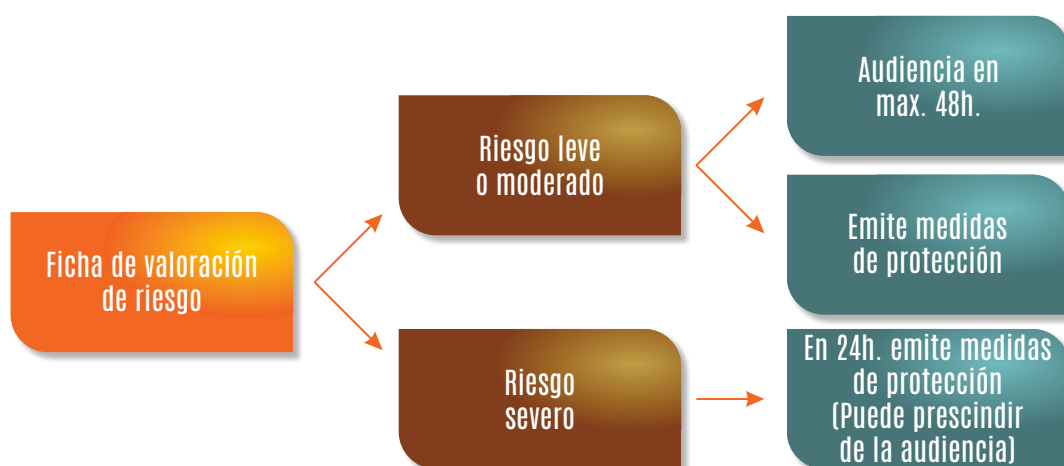 Ficha de valoración
de riesgo
Riesgo leve
o moderado
Audiencia en
max. 48h.
Emite medidas
de protección
Riesgo
severo
En 24h. emite medidas
de protección
(Puede prescindir
de la audiencia)